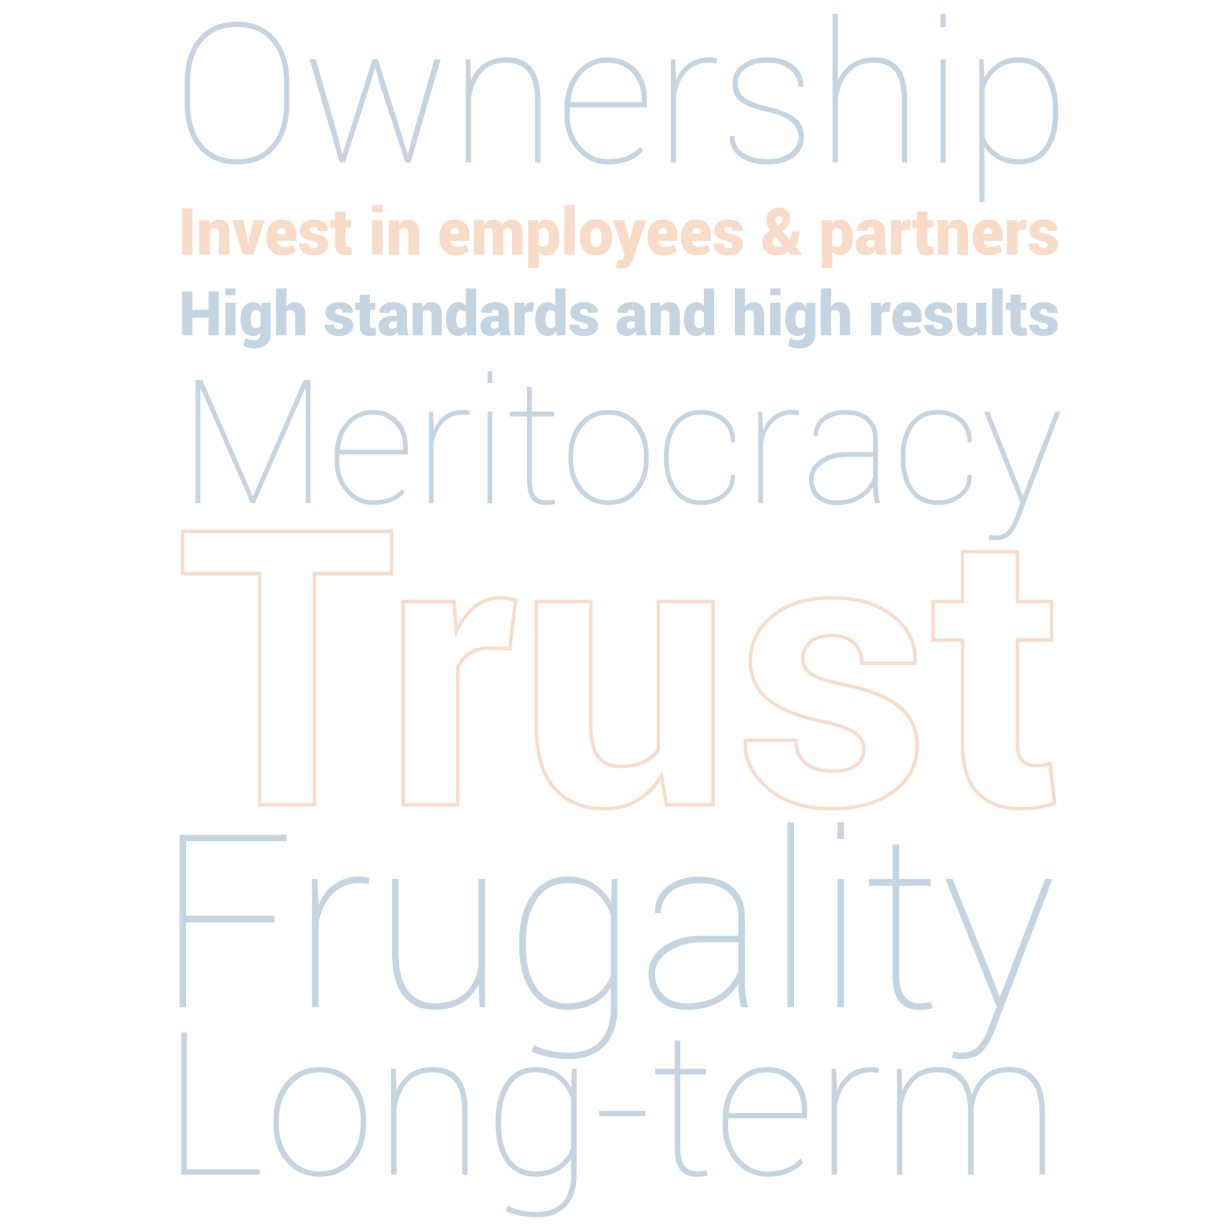 Ownership
Invest in employees & partners
High standards and high results
Meritocracy
Trust
Frugality
Long-term